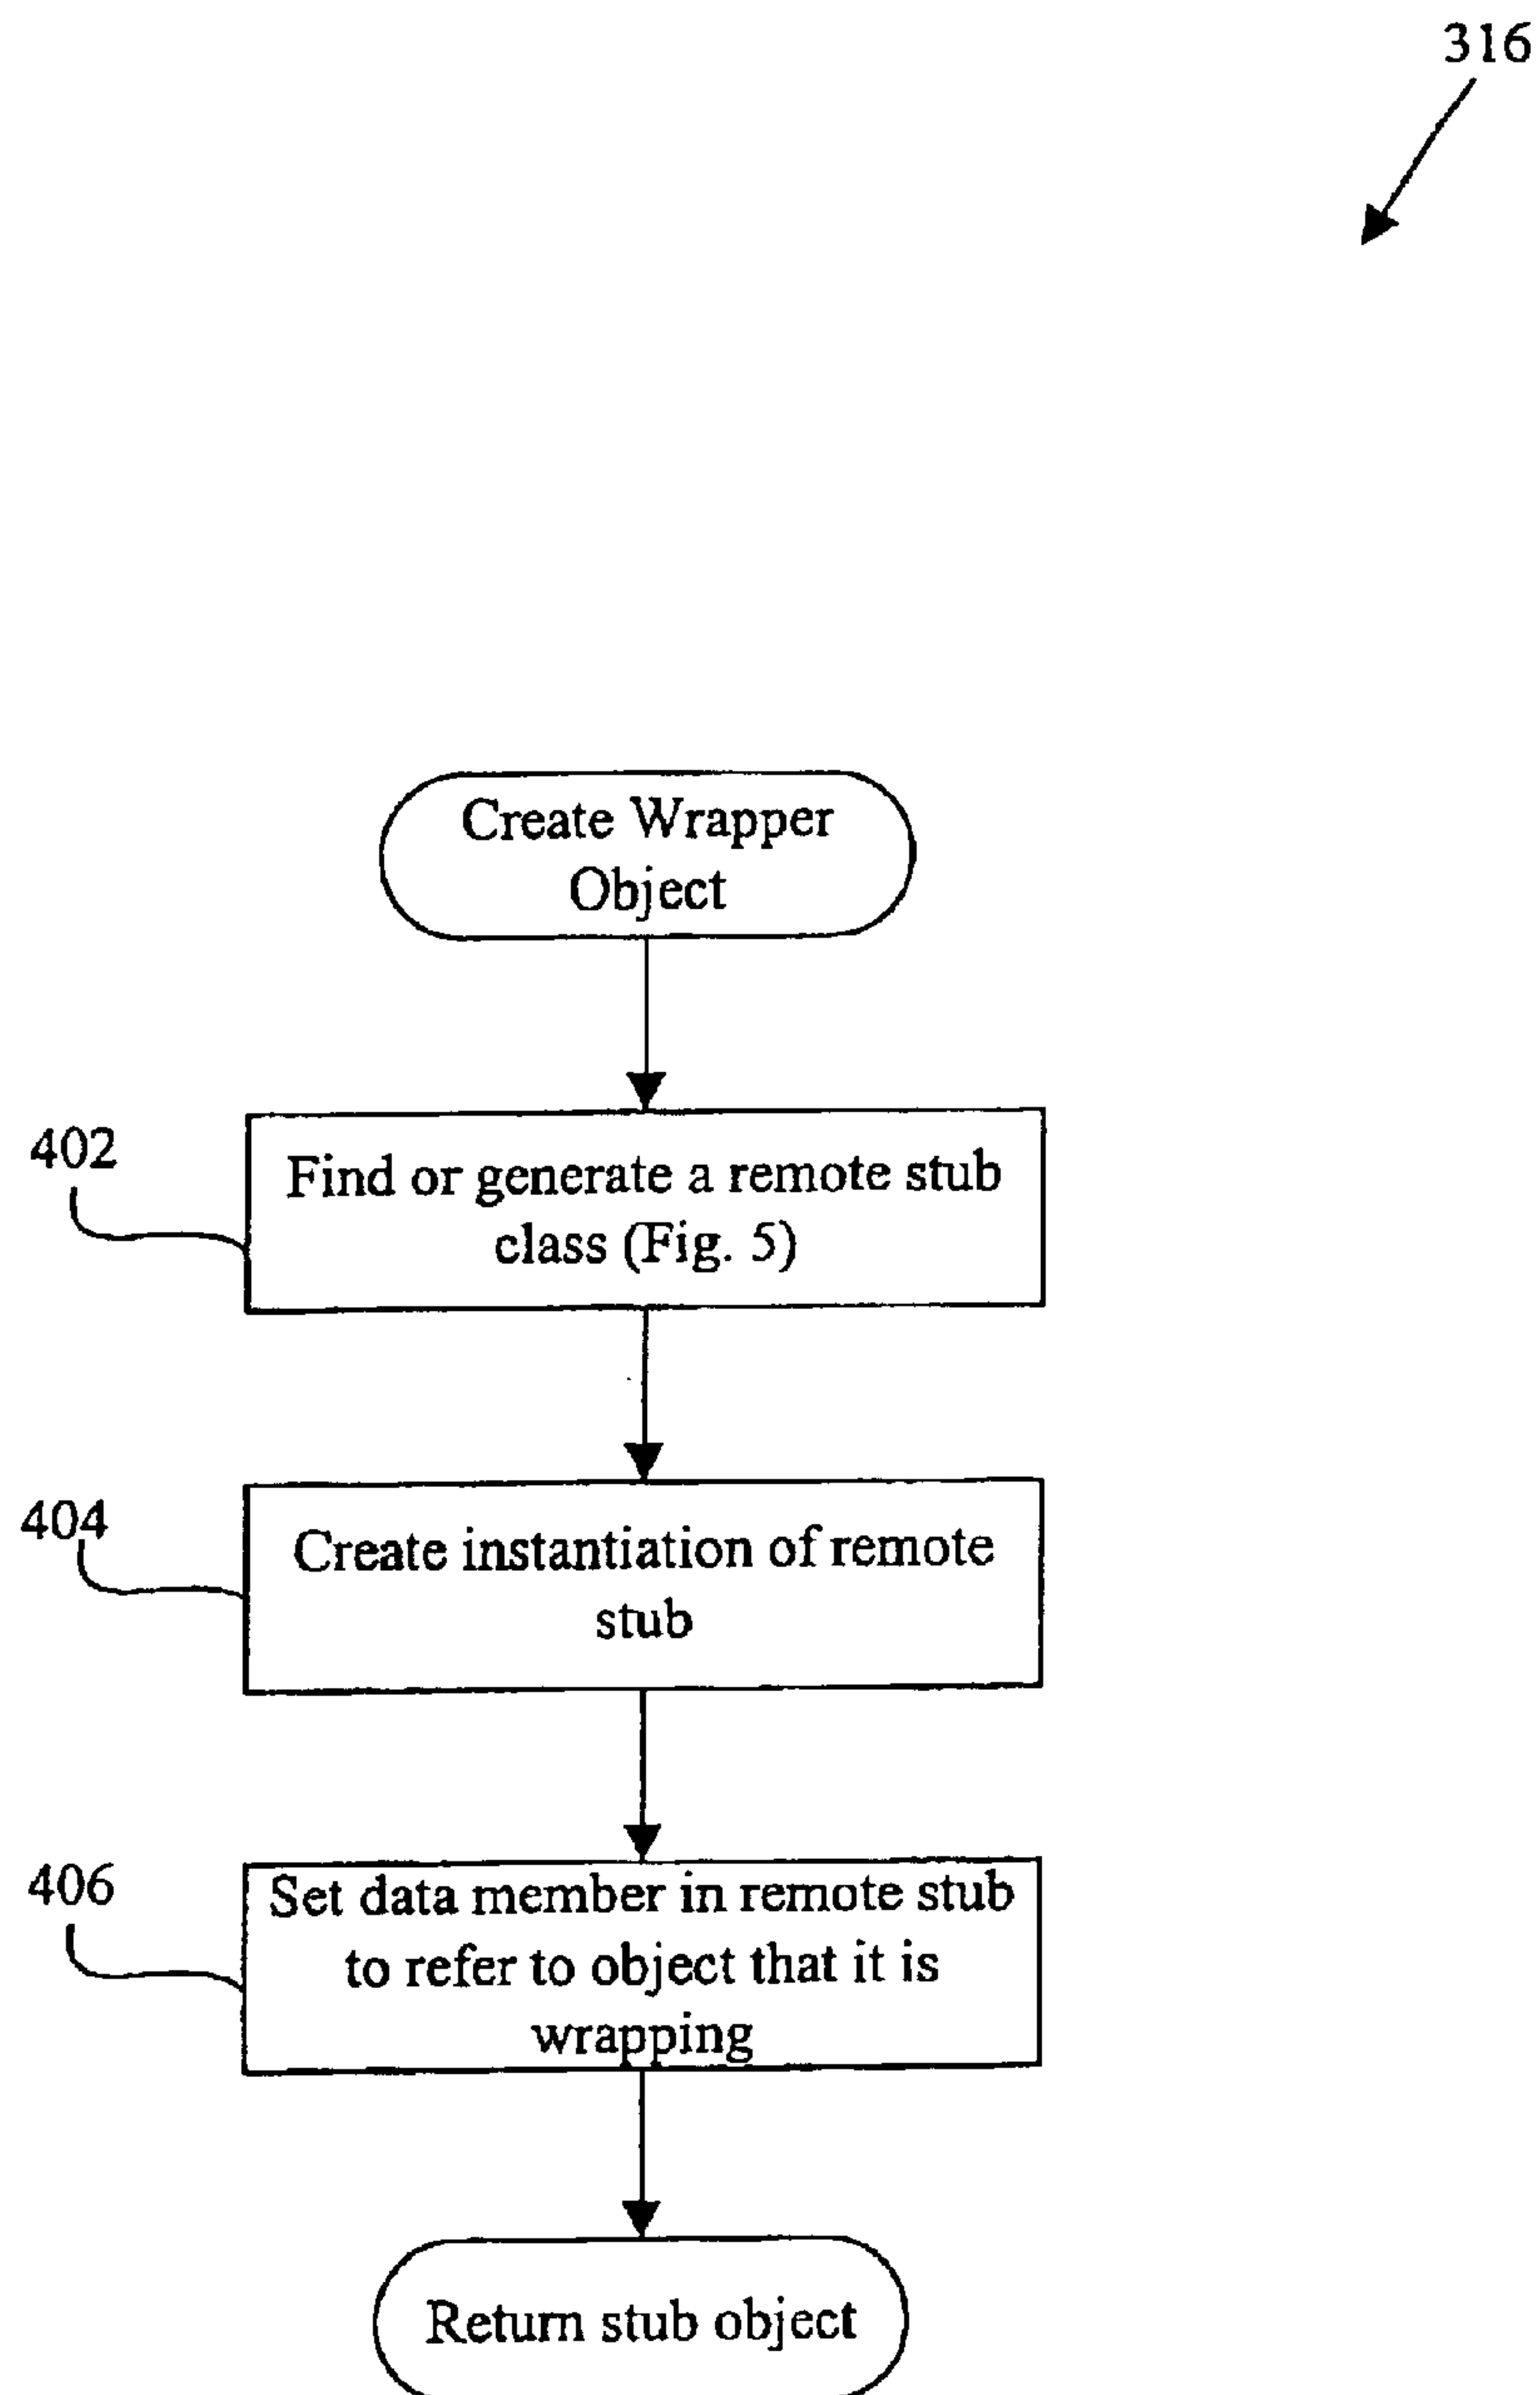 316
Create Wrapper
Object
402
Find or generate a remote stub
class (Fig. 5)
404
Create instantiation of remote
stub
406
Set data member in remote stub
to refer to object that it is
wrapping
Return stub object